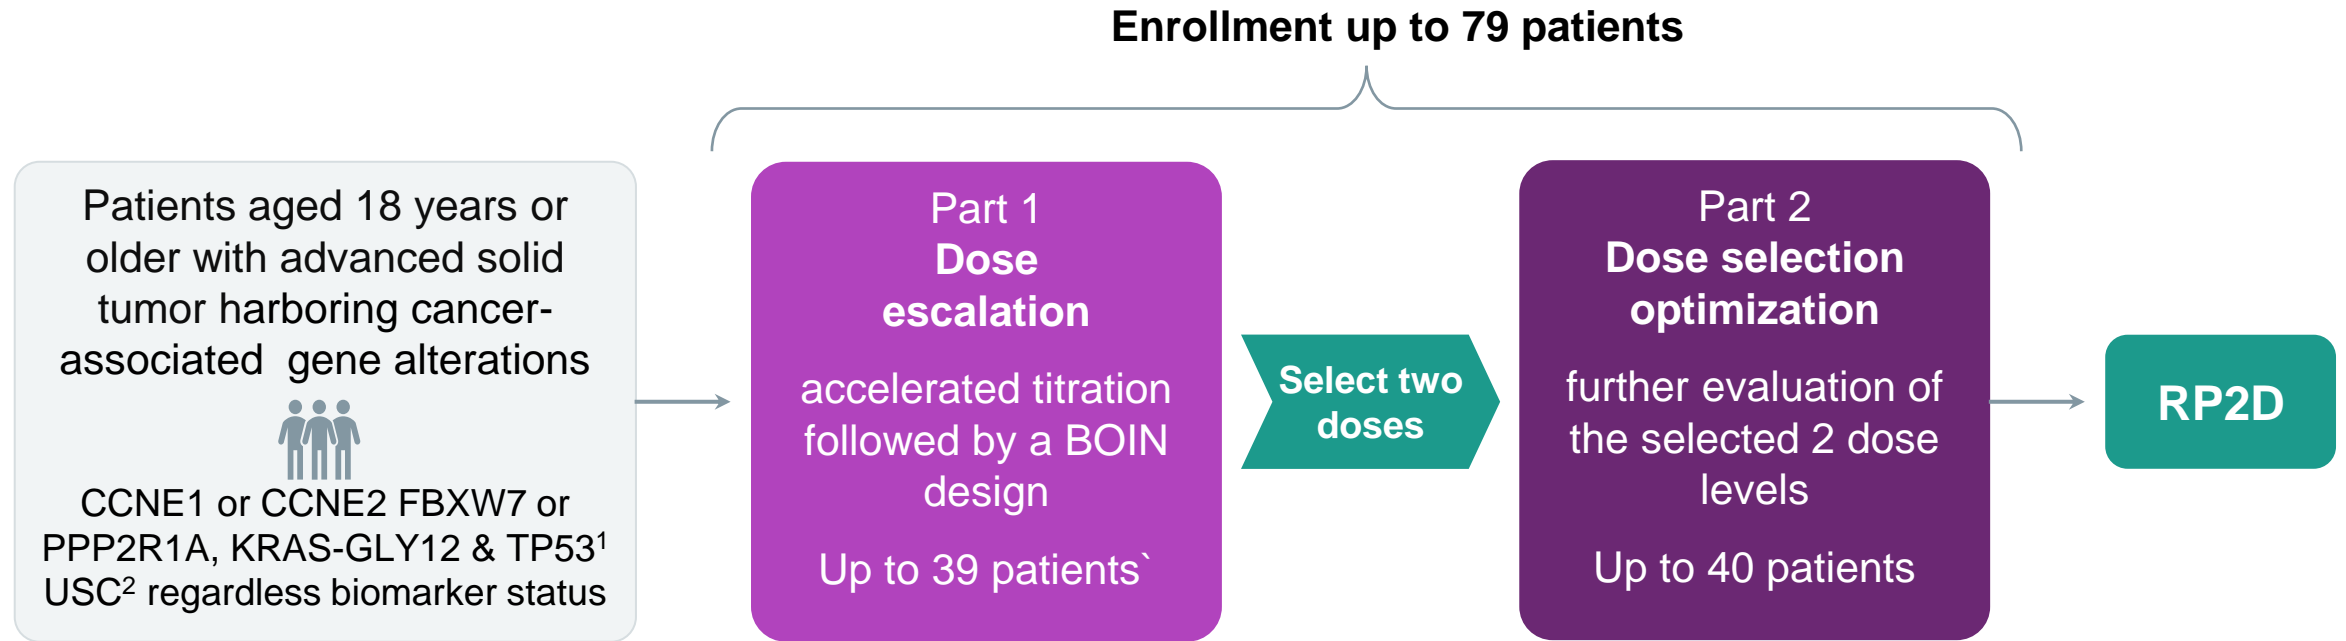 Enrollment up to 79 patients
Patients aged 18 years or
older with advanced solid
tumor harboring cancer-
associated  gene alterations
CCNE1 or CCNE2 FBXW7 or
PPP2R1A, KRAS-GLY12 & TP53¹
USC² regardless biomarker status
Part 1
Dose
escalation
accelerated titration
followed by a BOIN
design
Up to 39 patients`
Select two
doses
Part 2
Dose selection
optimization
further evaluation of
the selected 2 dose
levels
Up to 40 patients
RP2D